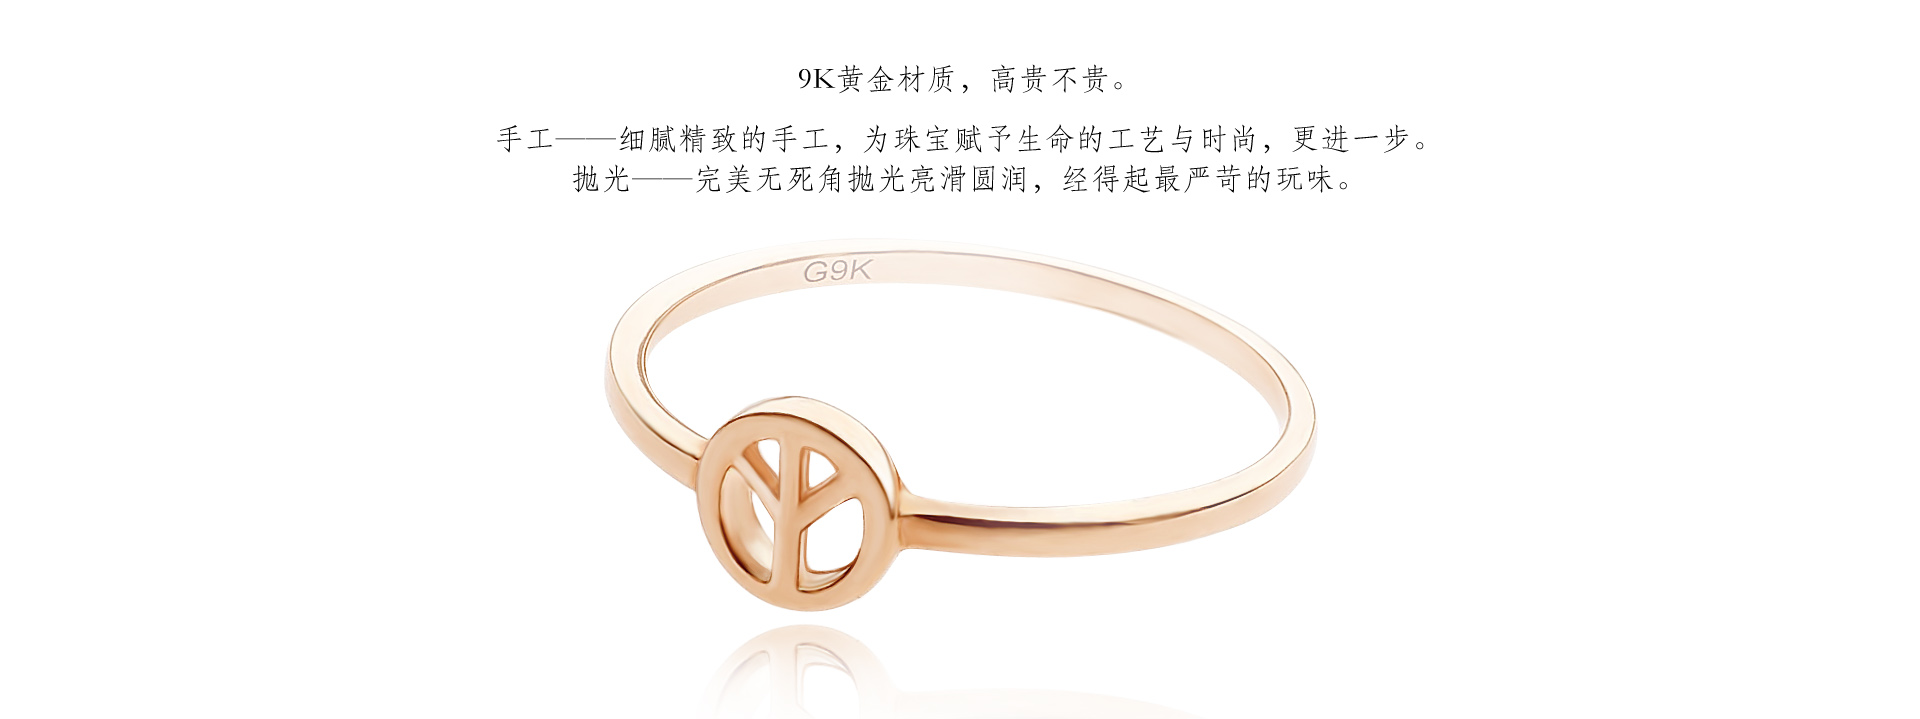 9K黄金材质，高贵不贵。
手工——细腻精致的手工，为珠宝赋予生命的工艺与时尚，更进一步。
抛光——完美无死角抛光亮滑圆润，经得起最严苛的玩味。
G9K